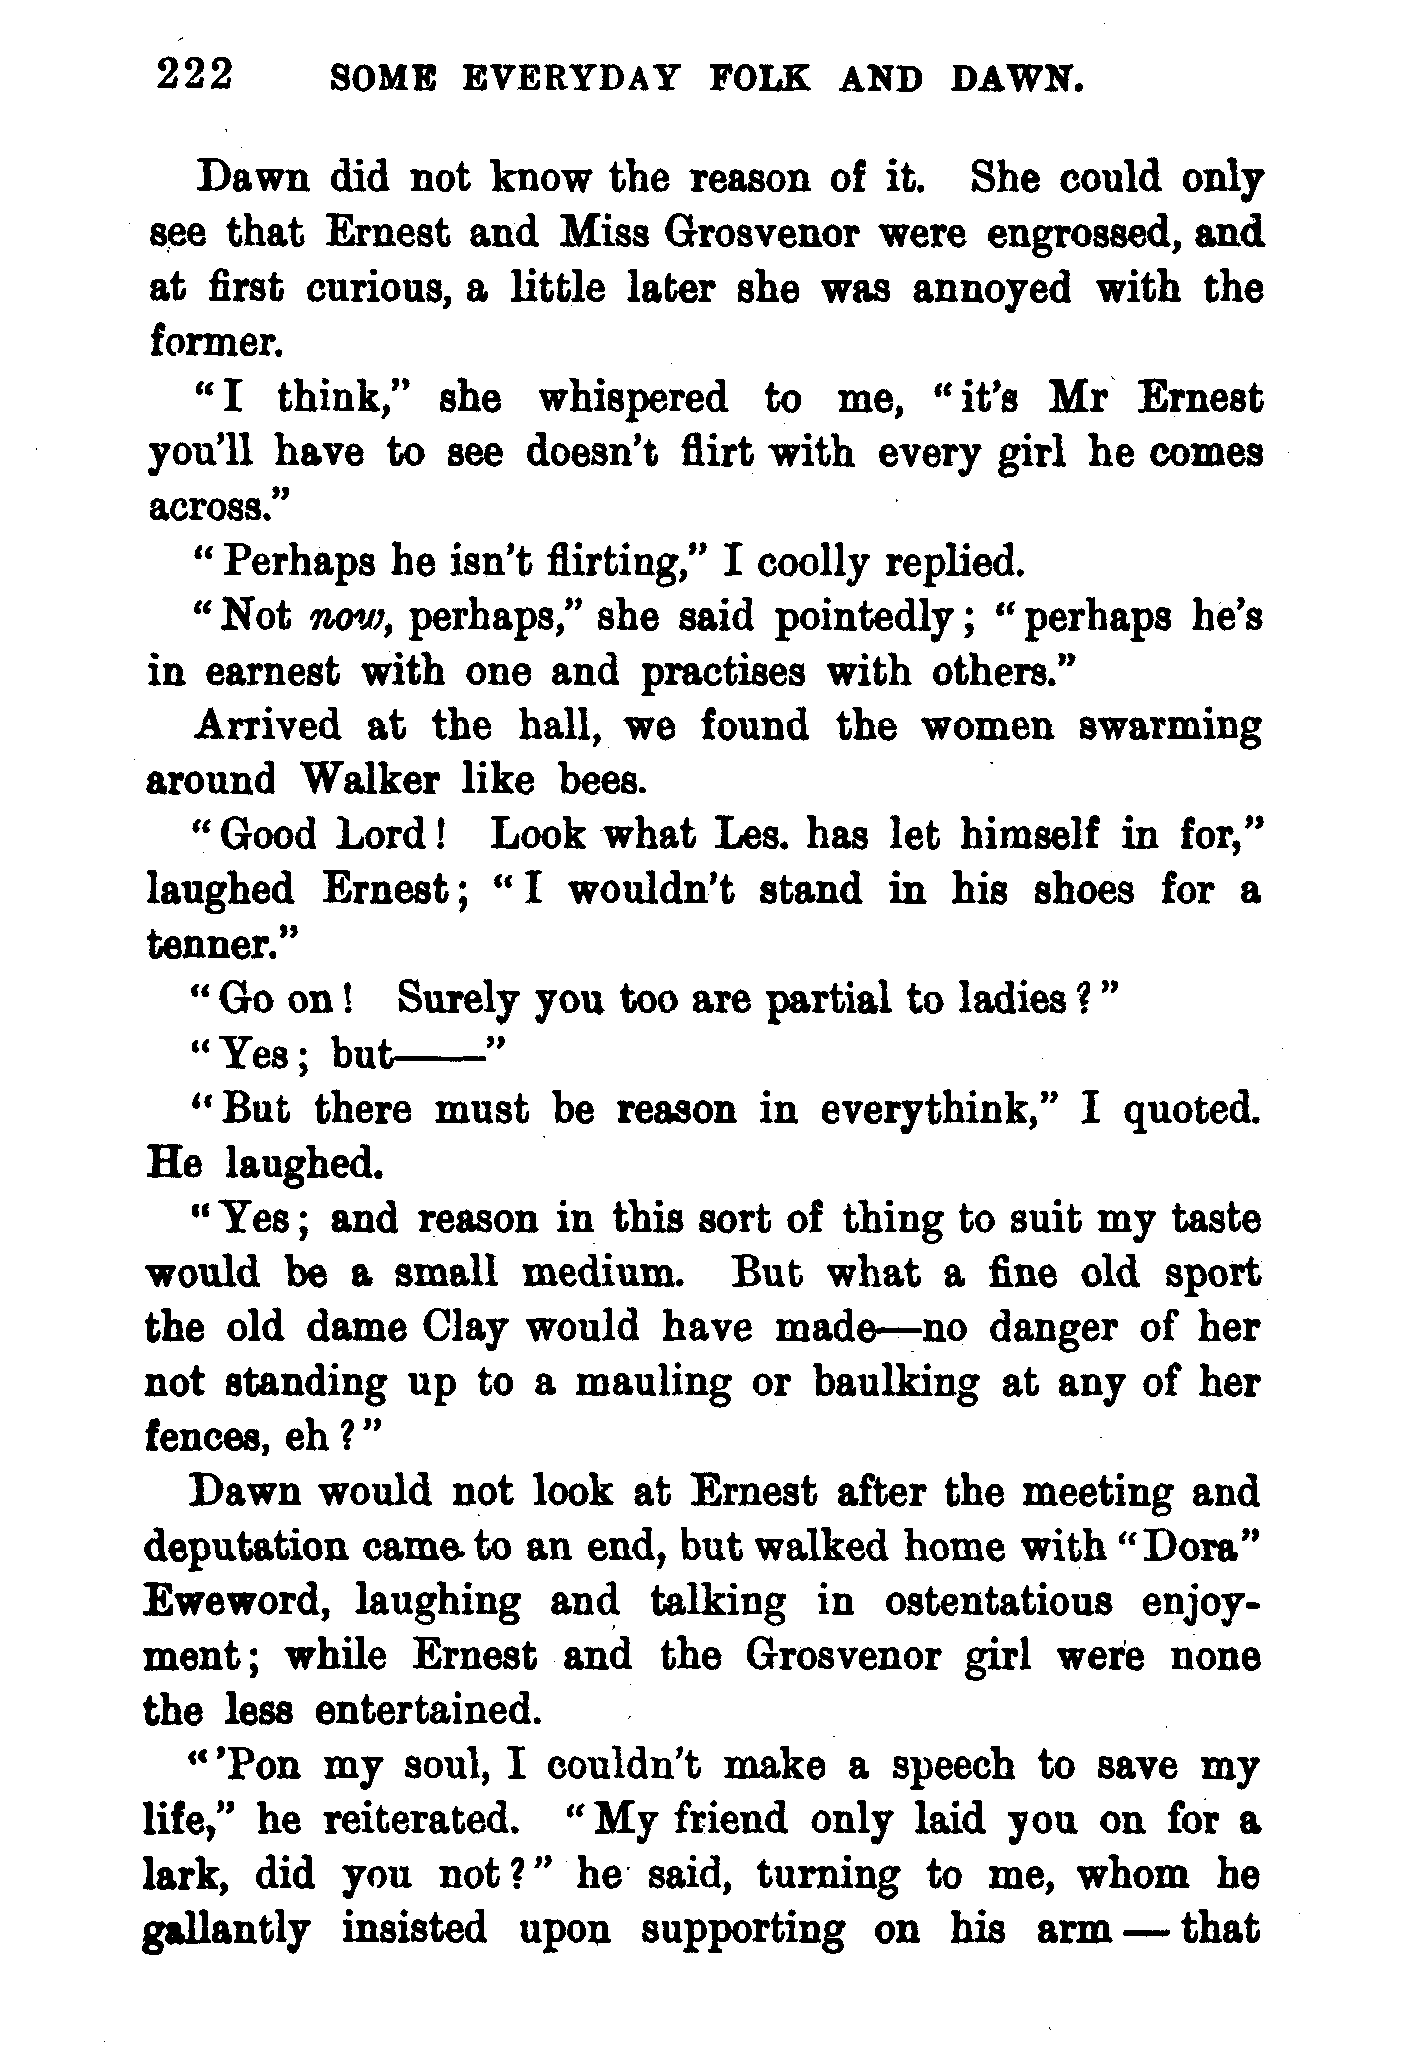 222 SOME EVERYDAY FOLK AND DAWN.
Dawn did not know the reason of it. She could only
see that Ernest and Miss Grosvenor were engrossed, and
at first curious, a little later she was annoyed with the
former.
“I think,” she whispered to me, “it’s Mr Ernest
you’ll have to see doesn’t flirt with every girl he comes
across.”
“Perhaps he isn’t flirting,” I coolly replied.
“Not now, perhaps,” she said pointedly; “perhaps he’s
in earnest with one and practises with others.”
Arrived at the hall, we found the women swarming
around Walker like bees.
“Good Lord! Look what Les. has let himself in for,”
laughed Ernest; “I wouldn’t stand in his shoes for a
tenner.”
“Go on! Surely you too are partial to ladies?”
“Yes; but——”
“But there must be reason in everythink,” I quoted.
He laughed.
“Yes; and reason in this sort of thing to suit my taste
would be a small medium. But what a fine old sport
the old dame Clay would have made—no danger of her
not standing up to a mauling or baulking at any of her
fences, eh?”
Dawn would not look at Ernest after the meeting and
deputation came to an end, but walked home with “Dora”
Eweword, laughing and talking in ostentatious enjoy-
ment; while Ernest and the Grosvenor girl were none
the less entertained.
“’Pon my soul, I couldn’t make a speech to save my
life,” he reiterated. “My friend only laid you on for a
lark, did you not?” he said, turning to me, whom he
gallantly insisted upon supporting on his arm—that